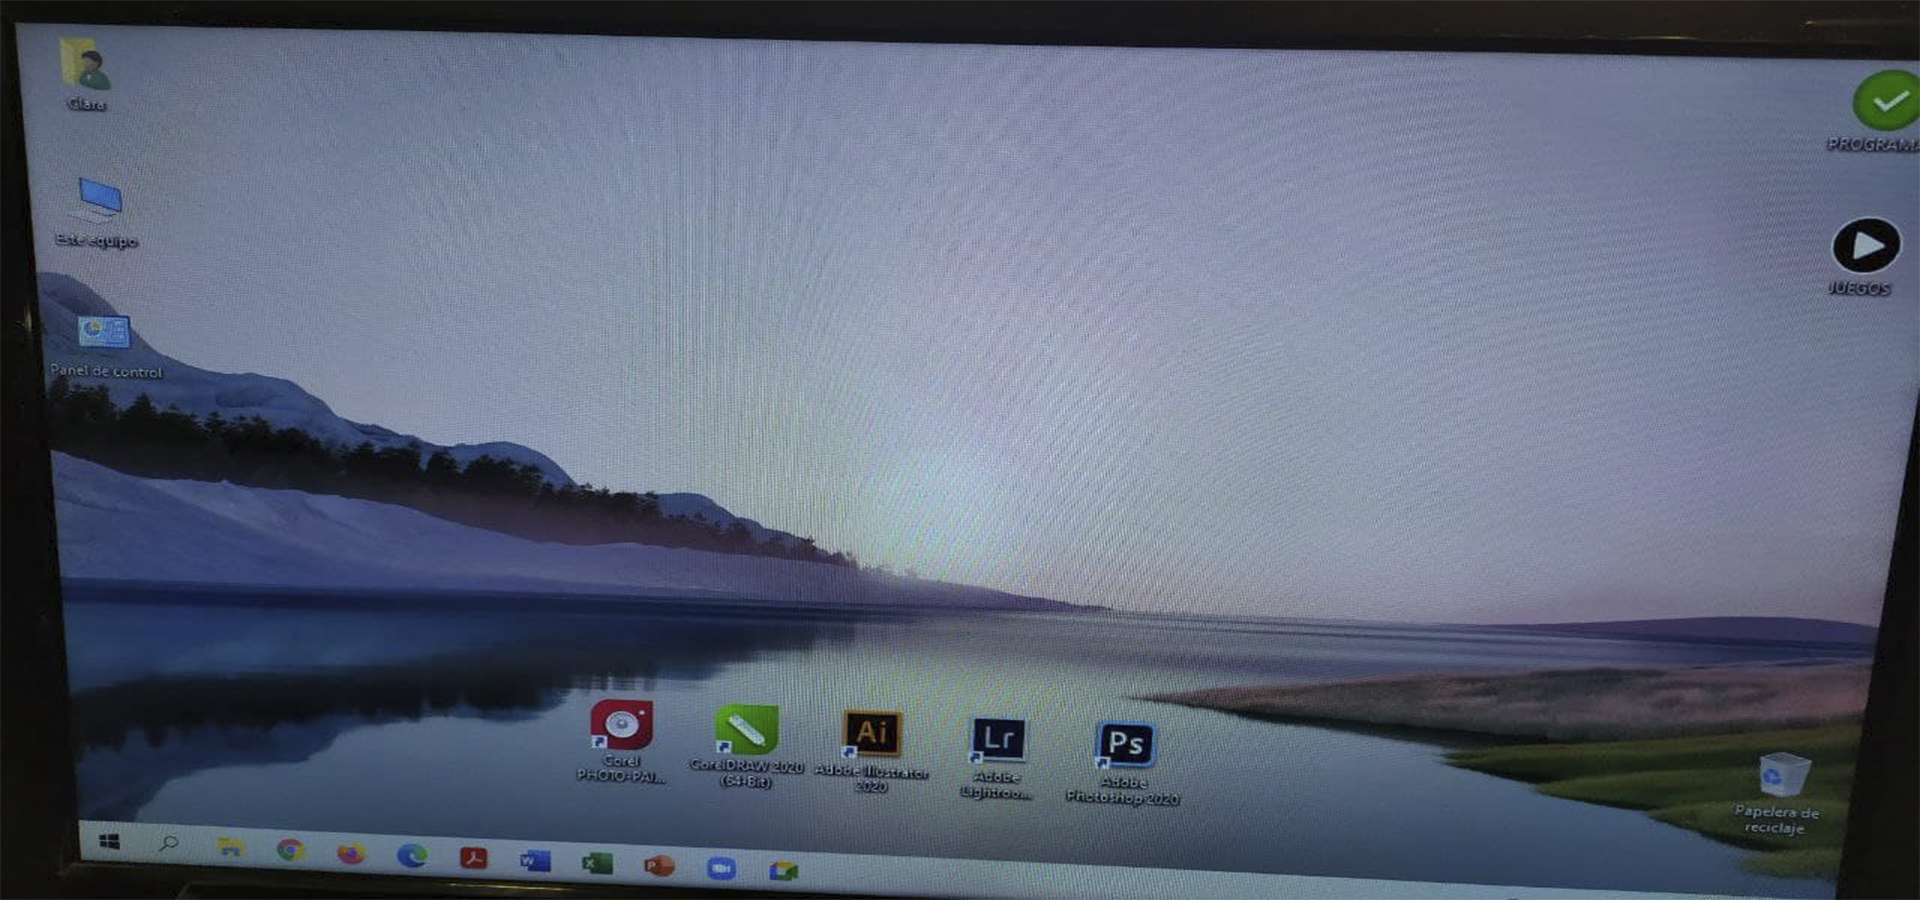 Clara
Este equipo
Panel de control
PROGRAMA
JUEGOS
Corel
PHOTO-PAI...
CorelDRAW 2020
(64-Bit)
Ai
Adobe Illustrator
2020
Lr
Adobe
Lightroo...
Ps
Adobe
Photoshop 2020
Papelera de
reciclaje